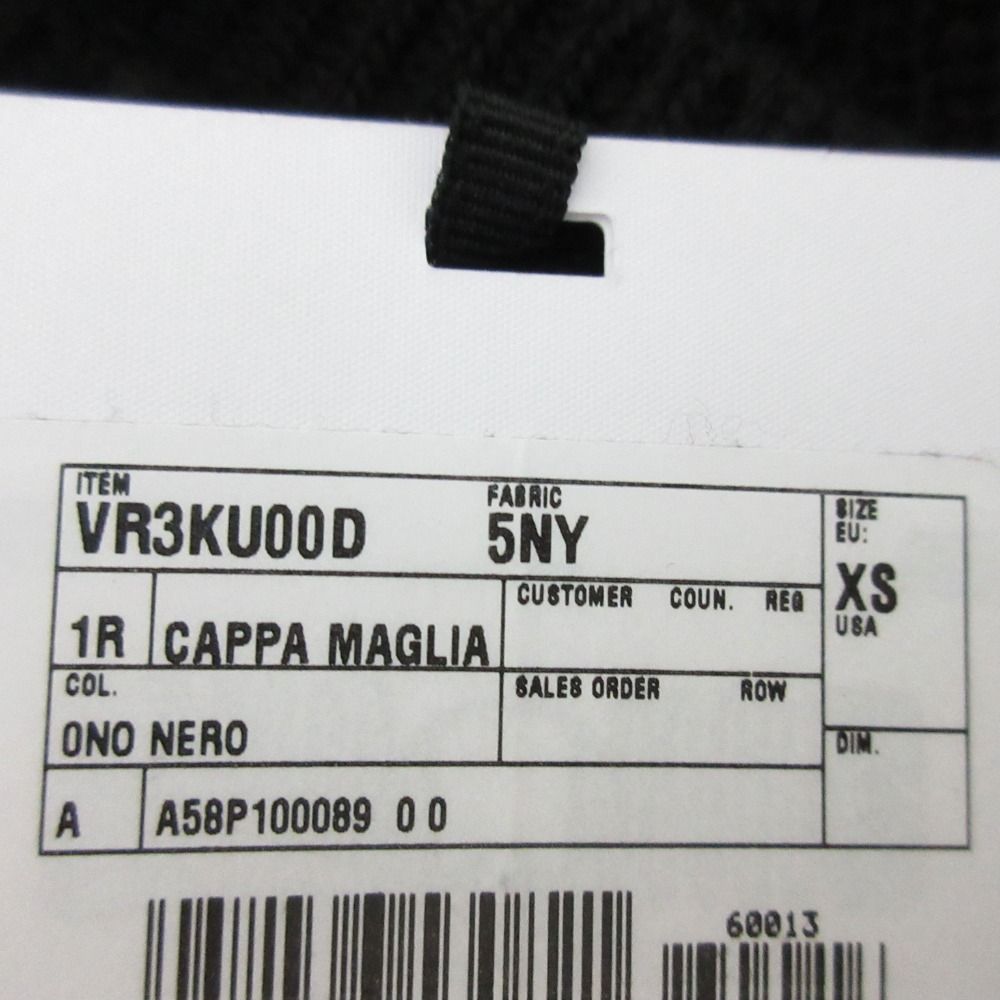 ITEM FABRIC SIZE
VR3KU00D 5NY EU:
XS
1R CAPPA MAGLIA CUSTOMER COUN. REG
USA
COL. SALES ORDER ROW
0N0 NERO DIM.
A A58P100089 0 0
60013